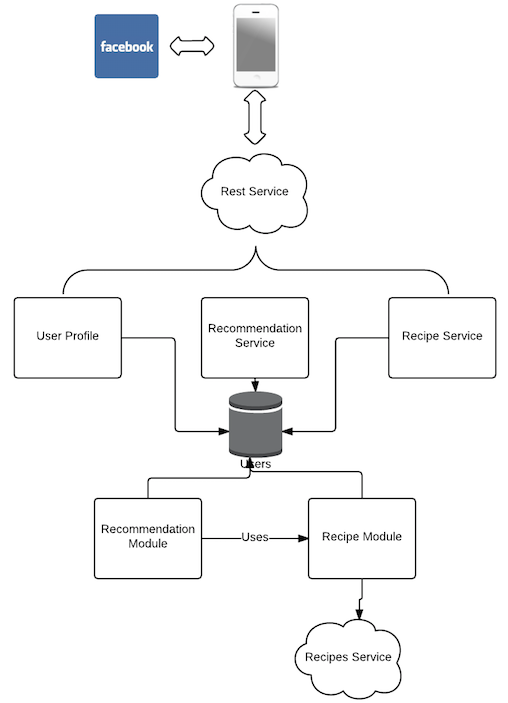 facebook
Rest Service
User Profile
Recommendation
Service
Recipe Service
Users
Recommendation
Module
Uses
Recipe Module
Recipes Service